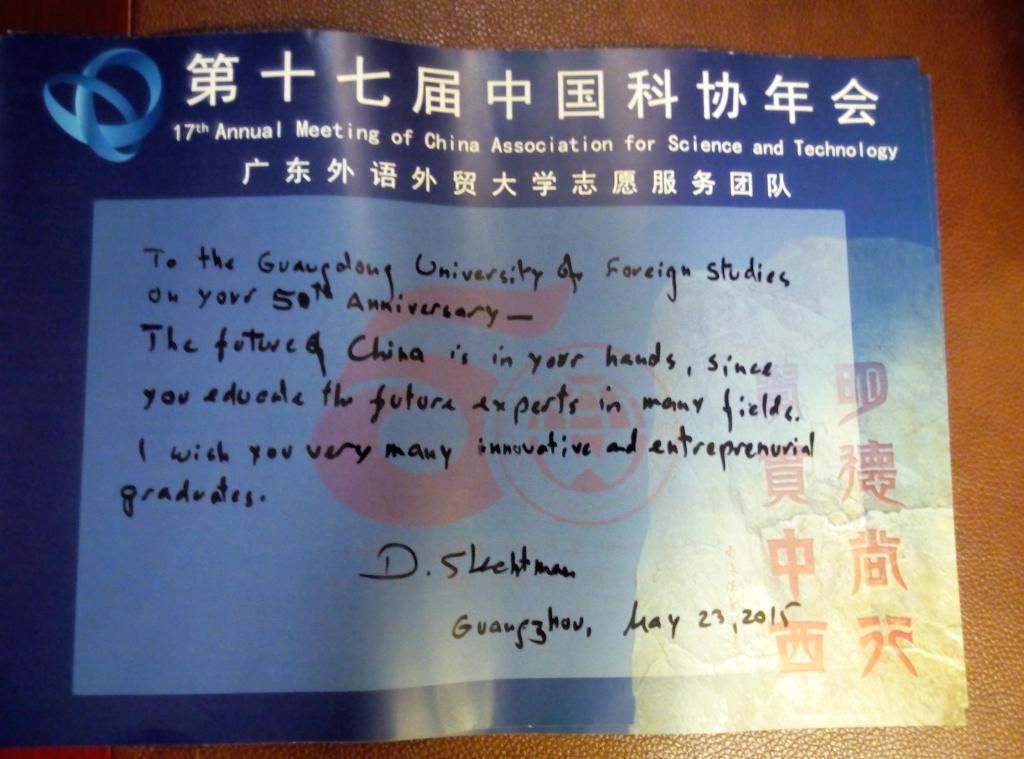 第十七届中国科协年会
17th Annual Meeting of China Association for Science and Technology
广东外语外贸大学志愿服务团队
To the Guangdong University of Foreign Studies
on your 50TH Anniversary —
The future of China is in your hands, since
you educate the future experts in many fields.
I wish you very many innovative and entreprenurial
graduates.
D. Shechtman
Guangzhou, May 23, 2015
明德尚行
貫中西